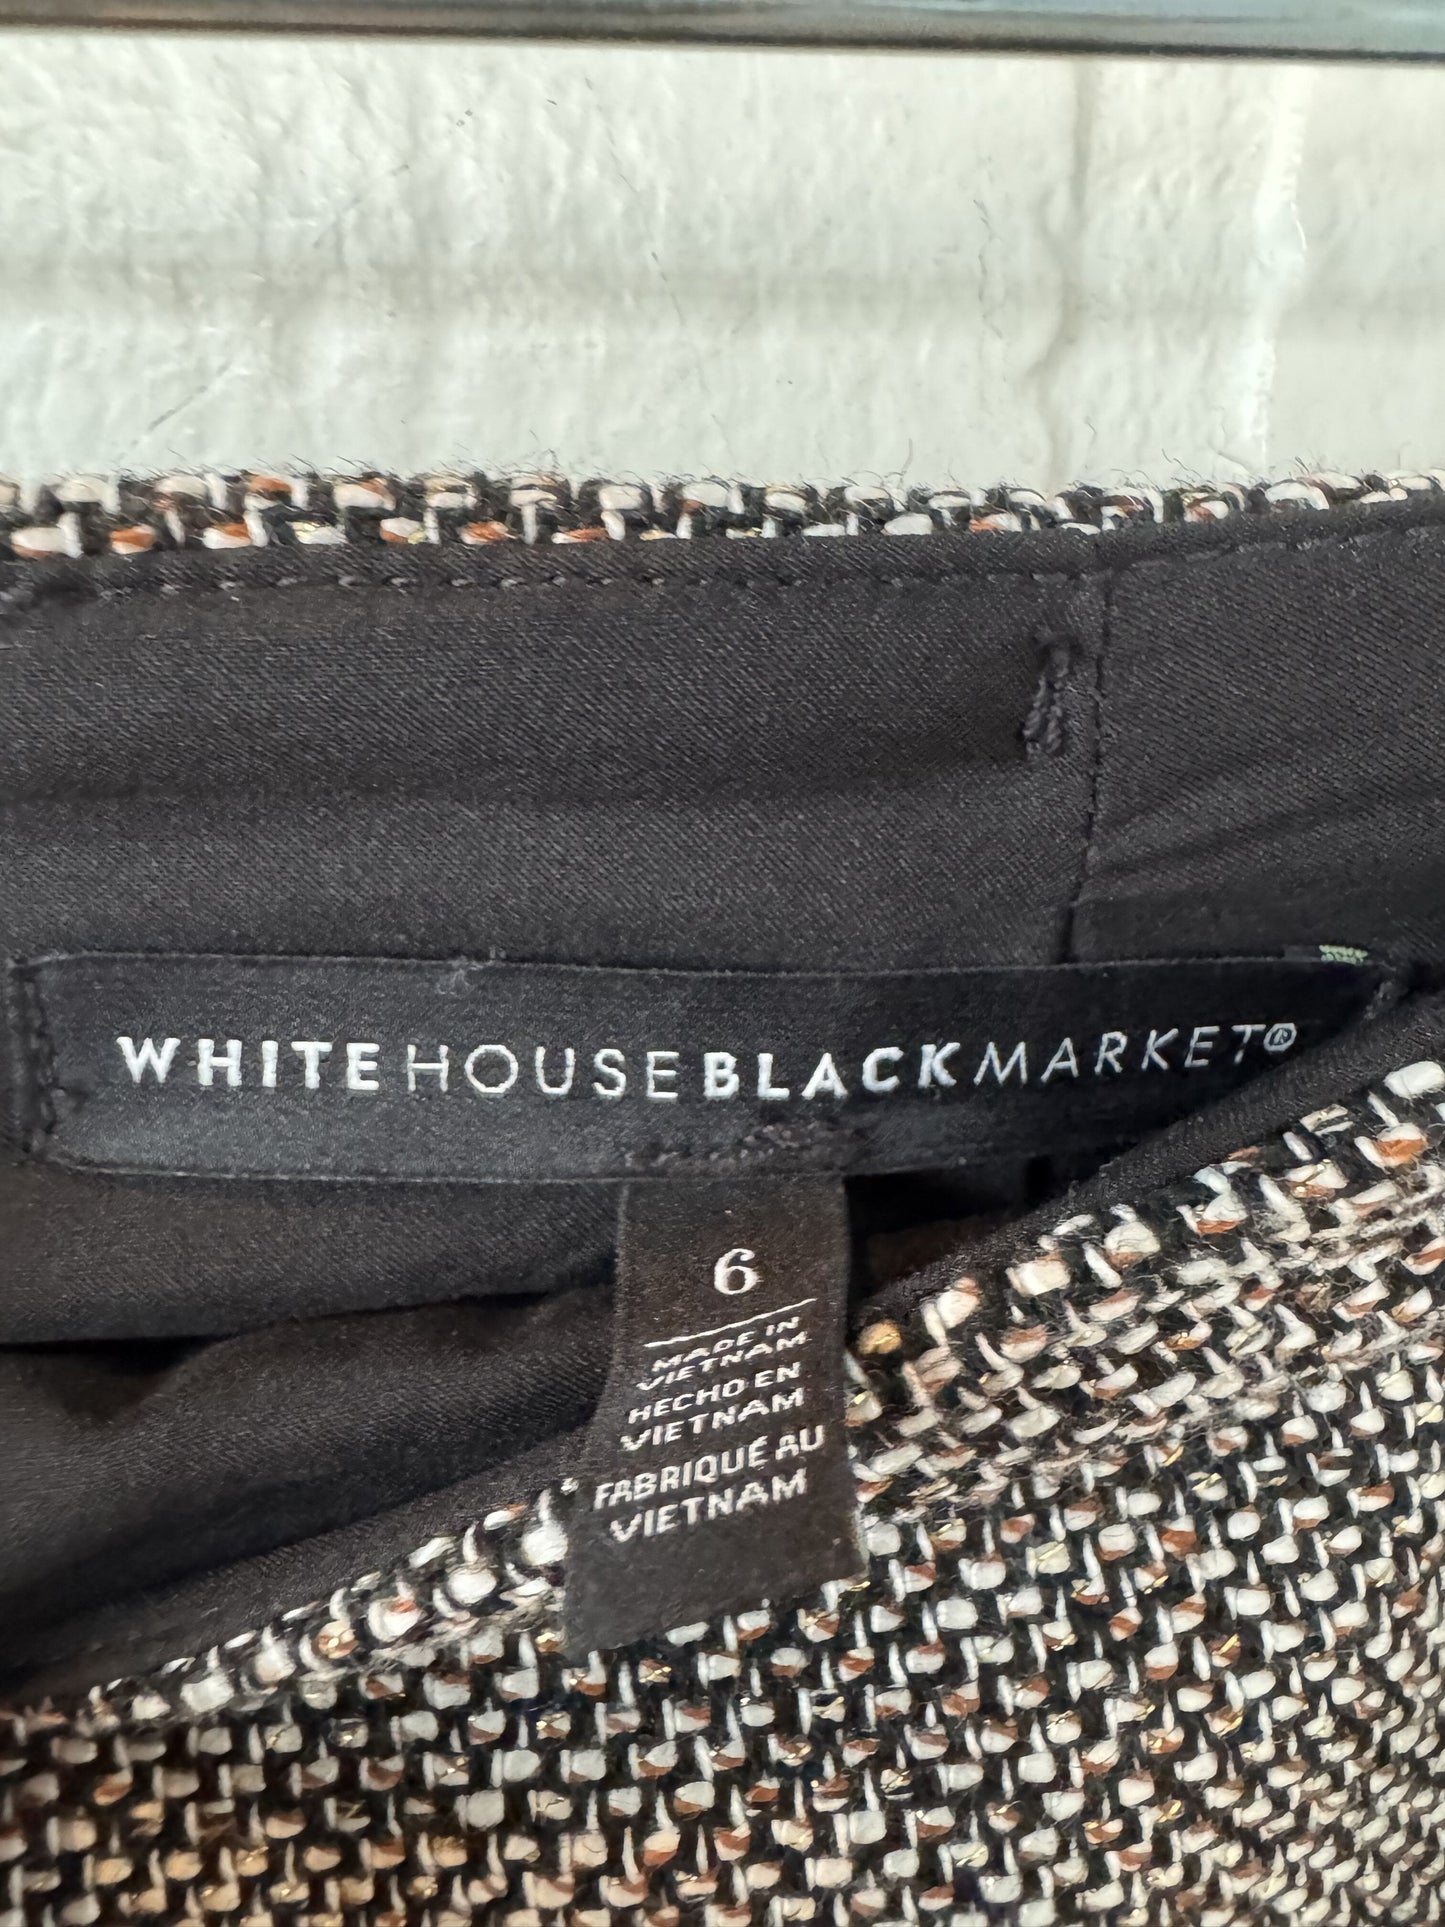 WHITEHOUSEBLACKMARKET®
6
MADE IN
VIETNAM
HECHO EN
VIETNAM
FABRIQUÉ AU
VIETNAM